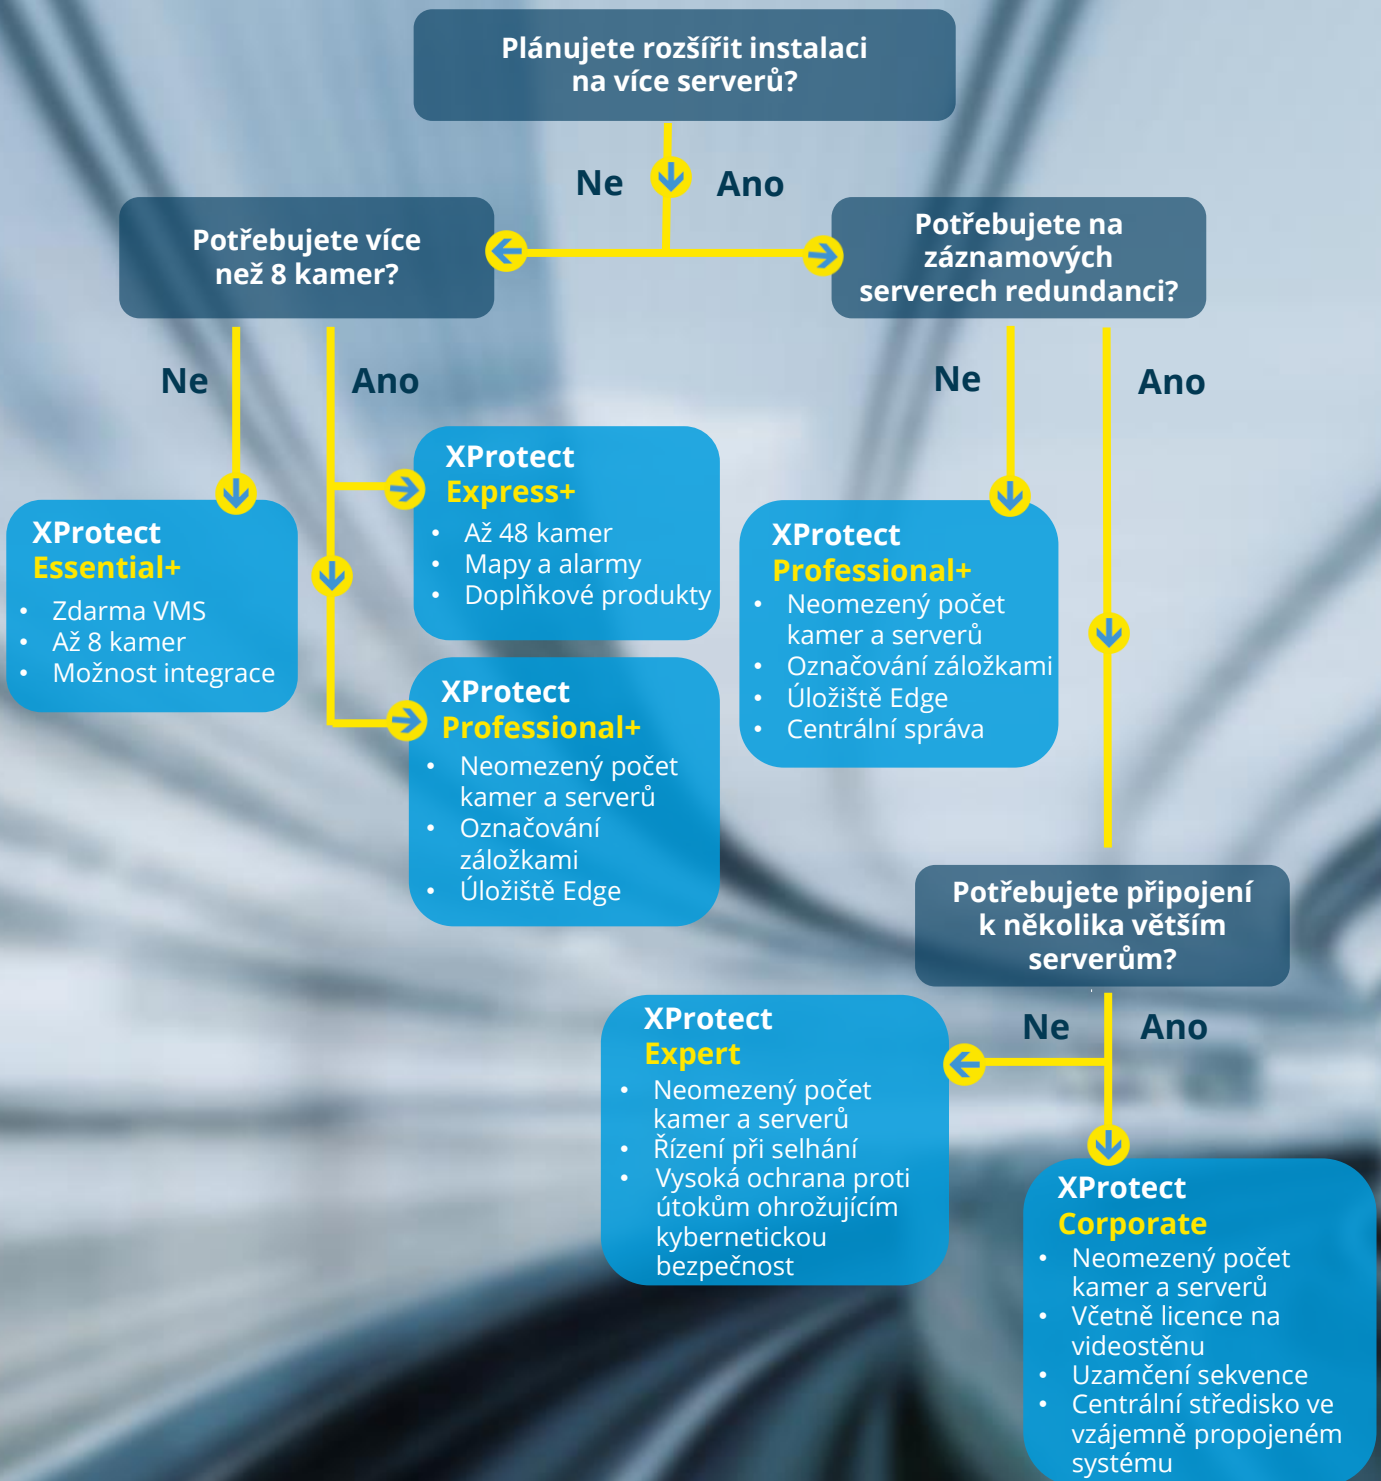 Plánujete rozšířit instalaci
na více serverů?
Ne
Ano
Potřebujete více
než 8 kamer?
Potřebujete na
záznamových
serverech redundanci?
Ne
Ano
Ne
Ano
XProtect
Express+
• Až 48 kamer
• Mapy a alarmy
• Doplňkové produkty
XProtect
Essential+
• Zdarma VMS
• Až 8 kamer
• Možnost integrace
XProtect
Professional+
• Neomezený počet
kamer a serverů
• Označování záložkami
• Úložiště Edge
• Centrální správa
XProtect
Professional+
• Neomezený počet
kamer a serverů
• Označování
záložkami
• Úložiště Edge
Potřebujete připojení
k několika větším
serverům?
Ne
Ano
XProtect
Expert
• Neomezený počet
kamer a serverů
• Řízení při selhání
• Vysoká ochrana proti
útokům ohrožujícím
kybernetickou
bezpečnost
XProtect
Corporate
• Neomezený počet
kamer a serverů
• Včetně licence na
videostěnu
• Uzamčení sekvence
• Centrální středisko ve
vzájemně propojeném
systému